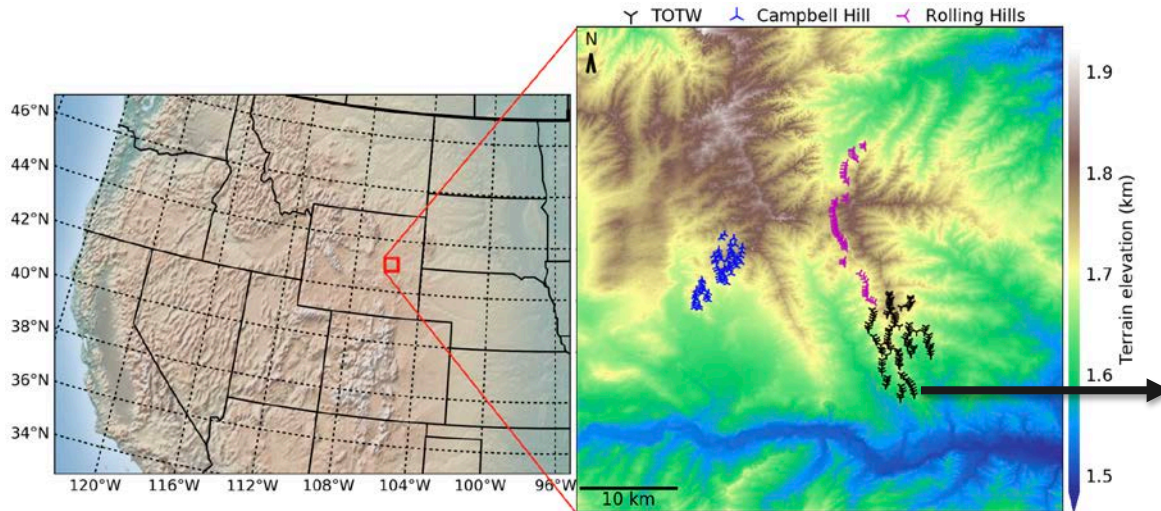 TOTW Campbell Hill Rolling Hills
N
46°N
44°N
42°N
40°N
38°N
36°N
34°N
120°W 116°W 112°W 108°W 104°W 100°W 96°W
10 km
1.9
1.8
1.7
1.6
1.5
Terrain elevation (km)